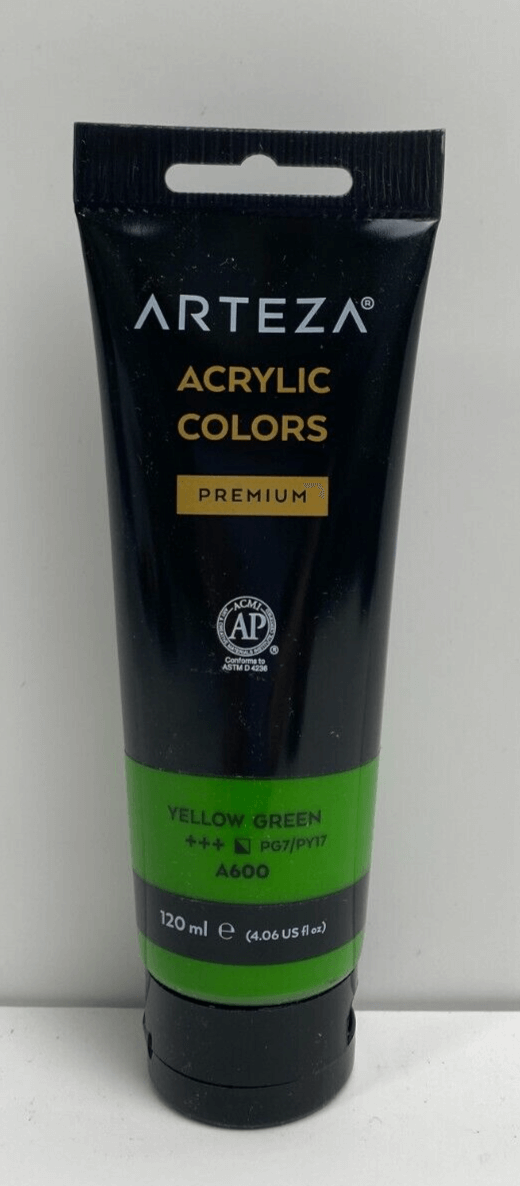 ARTEZA®
ACRYLIC
COLORS
PREMIUM
ACMI
AP
®
Conforms to
ASTM D 4236
YELLOW GREEN
+++ PG7/PY17
A600
120 ml e (4.06 US fl oz)